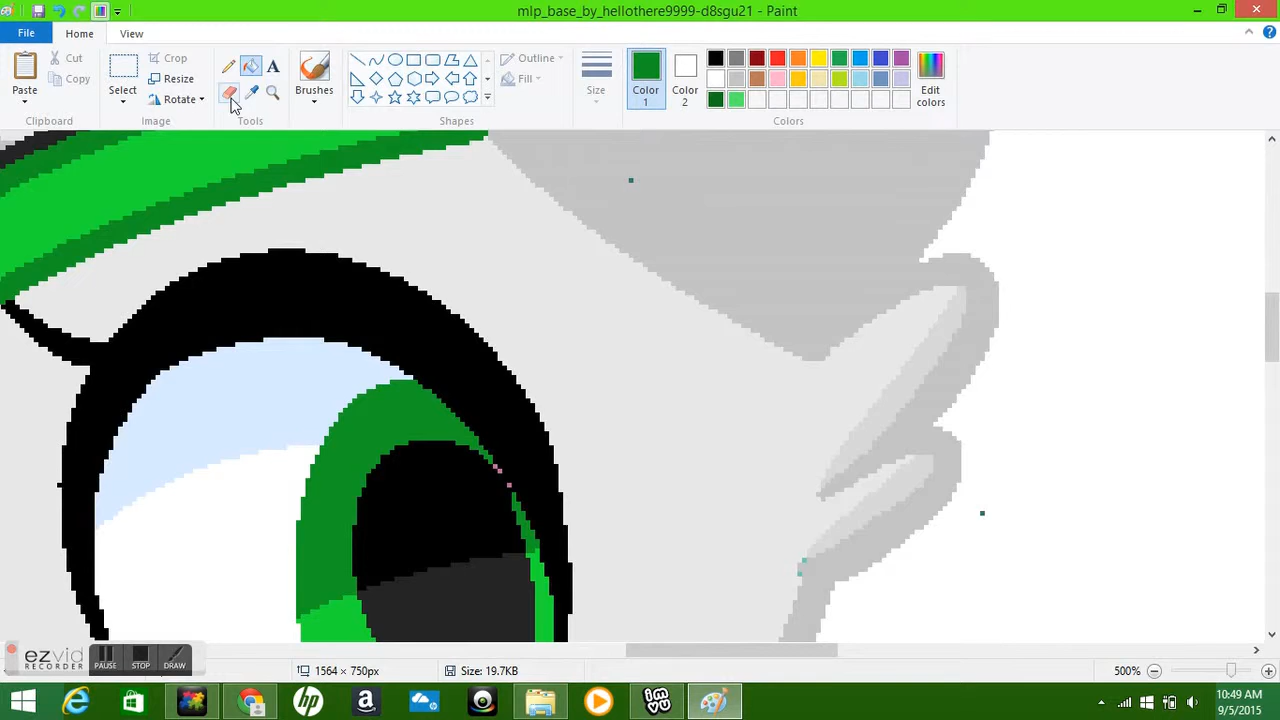 mlp_base_by_hellothere9999-d8sgu21 - Paint
File
Home
View
Paste
Cut
Copy
Clipboard
Select
Crop
Resize
Rotate
Image
A
Tools
Brushes
Outline
Fill
Shapes
Size
Color 1
Color 2
Edit colors
Colors
ezvid
RECORDER
PAUSE
STOP
DRAW
1564 × 750px
Size: 19.7KB
500%
hp
a
imvu
10:49 AM
9/5/2015